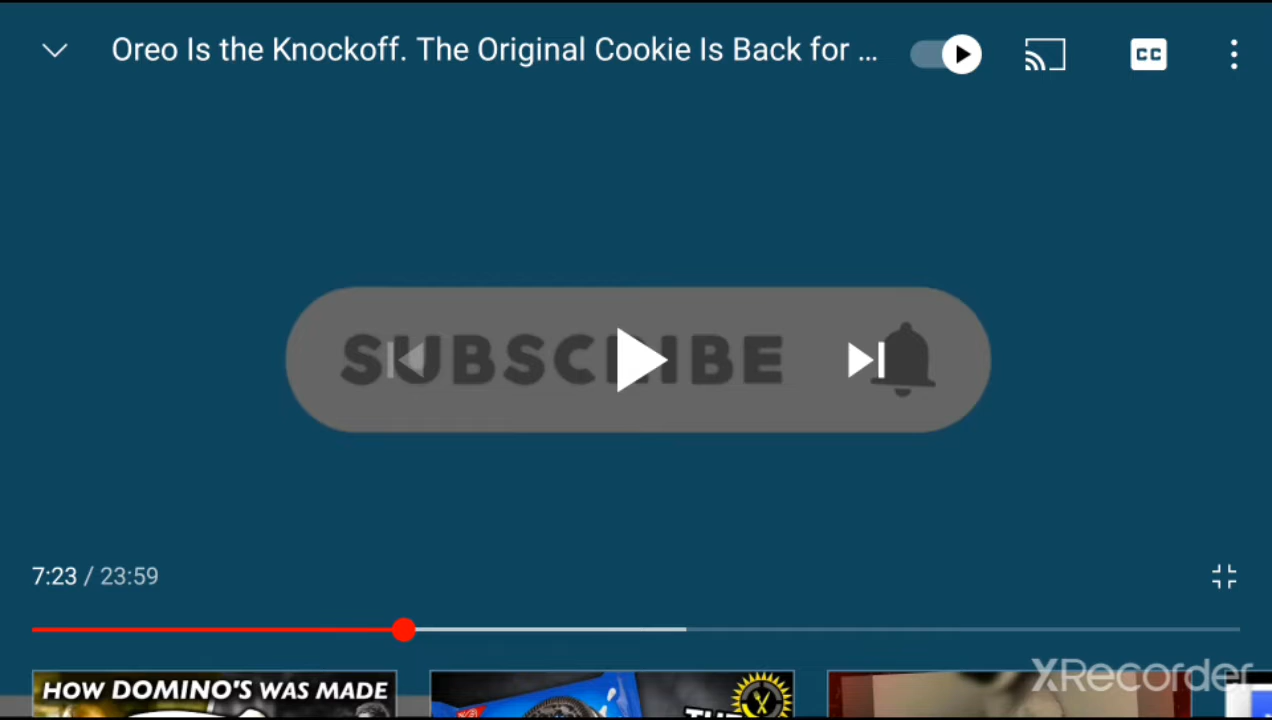 Oreo Is the Knockoff. The Original Cookie Is Back for ...
CC
SUBSCRIBE
7:23 / 23:59
HOW DOMINO'S WAS MADE
THE
XRecorder